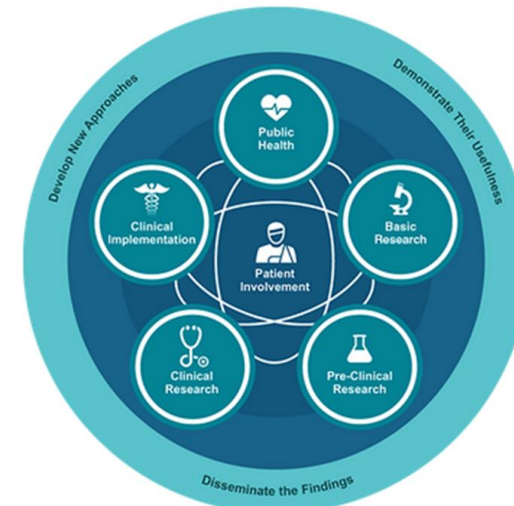 Develop New Approaches
Demonstrate Their Usefulness
Public
Health
Clinical
Implementation
Basic
Research
Patient
Involvement
Clinical
Research
Pre-Clinical
Research
Disseminate the Findings